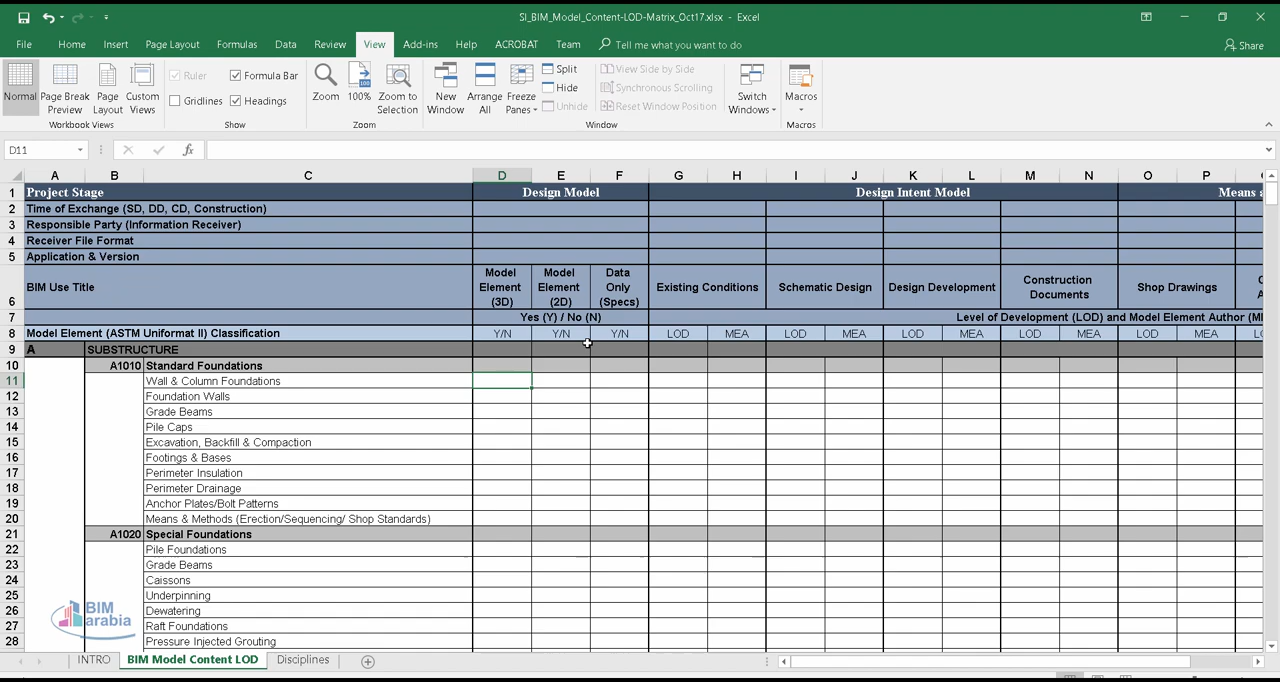 SI_BIM_Model_Content-LOD-Matrix_Oct17.xlsx - Excel
File Home Insert Page Layout Formulas Data Review View Add-ins Help ACROBAT Team Tell me what you want to do Share
Normal Page Break Preview Page Layout Custom Views
Ruler Formula Bar
Gridlines Headings
Zoom 100% Zoom to Selection
New Window Arrange All Freeze Panes
Split
Hide
Unhide
View Side by Side
Synchronous Scrolling
Reset Window Position
Switch Windows
Macros
Workbook Views Show Zoom Window Macros
D11 fx
A B C D E F G H I J K L M N O P
1 Project Stage Design Model Design Intent Model Means
2 Time of Exchange (SD, DD, CD, Construction)
3 Responsible Party (Information Receiver)
4 Receiver File Format
5 Application & Version
6 BIM Use Title Model Element (3D) Model Element (2D) Data Only (Specs) Existing Conditions Schematic Design Design Development Construction Documents Shop Drawings
7 Yes (Y) / No (N) Level of Development (LOD) and Model Element Author
8 Model Element (ASTM Uniformat II) Classification Y/N Y/N Y/N LOD MEA LOD MEA LOD MEA LOD MEA LOD MEA
9 A SUBSTRUCTURE
10 A1010 Standard Foundations
11 Wall & Column Foundations
12 Foundation Walls
13 Grade Beams
14 Pile Caps
15 Excavation, Backfill & Compaction
16 Footings & Bases
17 Perimeter Insulation
18 Perimeter Drainage
19 Anchor Plates/Bolt Patterns
20 Means & Methods (Erection/Sequencing/ Shop Standards)
21 A1020 Special Foundations
22 Pile Foundations
23 Grade Beams
24 Caissons
25 Underpinning
26 Dewatering
27 Raft Foundations
28 Pressure Injected Grouting
BIM
arabia
INTRO BIM Model Content LOD Disciplines